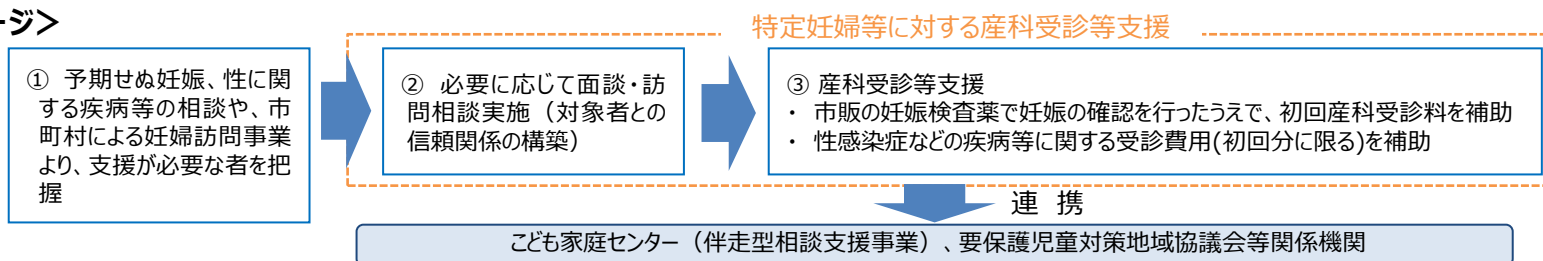 ージ＞
特定妊婦等に対する産科受診等支援
① 予期せぬ妊娠、性に関
する疾病等の相談や、市
町村による妊婦訪問事業
より、支援が必要な者を把
握
② 必要に応じて面談・訪
問相談実施（対象者との
信頼関係の構築）
③ 産科受診等支援
・ 市販の妊娠検査薬で妊娠の確認を行ったうえで、初回産科受診料を補助
・ 性感染症などの疾病等に関する受診費用(初回分に限る)を補助
連 携
こども家庭センター（伴走型相談支援事業）、要保護児童対策地域協議会等関係機関